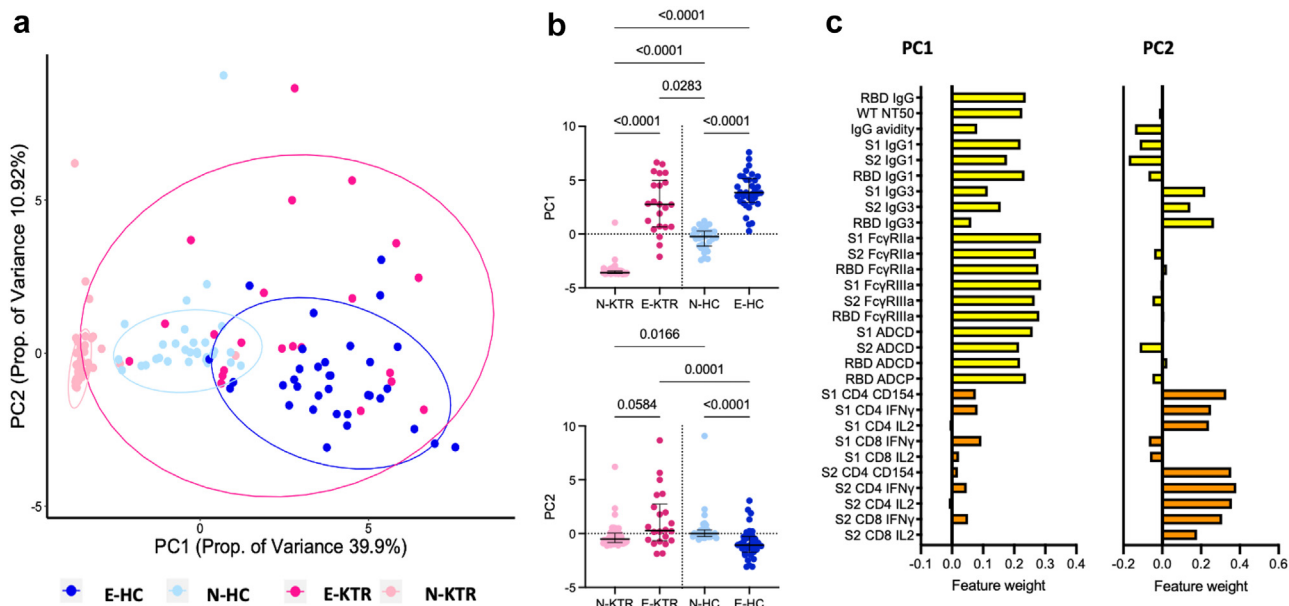 a
PC2 (Prop. of Variance 10.92%)
5
0
-5
0
5
PC1 (Prop. of Variance 39.9%)
E-HC
N-HC
E-KTR
N-KTR
b
<0.0001
<0.0001
0.0283
<0.0001
<0.0001
PC1
10
5
0
-5
N-KTR E-KTR N-HC E-HC
0.0166
0.0001
0.0584
<0.0001
PC2
10
5
0
-5
N-KTR E-KTR N-HC E-HC
c
PC1
PC2
RBD IgG
WT NT50
IgG avidity
S1 IgG1
S2 IgG1
RBD IgG1
S1 IgG3
S2 IgG3
RBD IgG3
S1 FcγRIIa
S2 FcγRIIa
RBD FcγRIIa
S1 FcγRIIIa
S2 FcγRIIIa
RBD FcγRIIIa
S1 ADCD
S2 ADCD
RBD ADCD
RBD ADCP
S1 CD4 CD154
S1 CD4 IFNγ
S1 CD4 IL2
S1 CD8 IFNγ
S1 CD8 IL2
S2 CD4 CD154
S2 CD4 IFNγ
S2 CD4 IL2
S2 CD8 IFNγ
S2 CD8 IL2
-0.1 0.0 0.1 0.2 0.3 0.4
Feature weight
-0.2 0.0 0.2 0.4 0.6
Feature weight